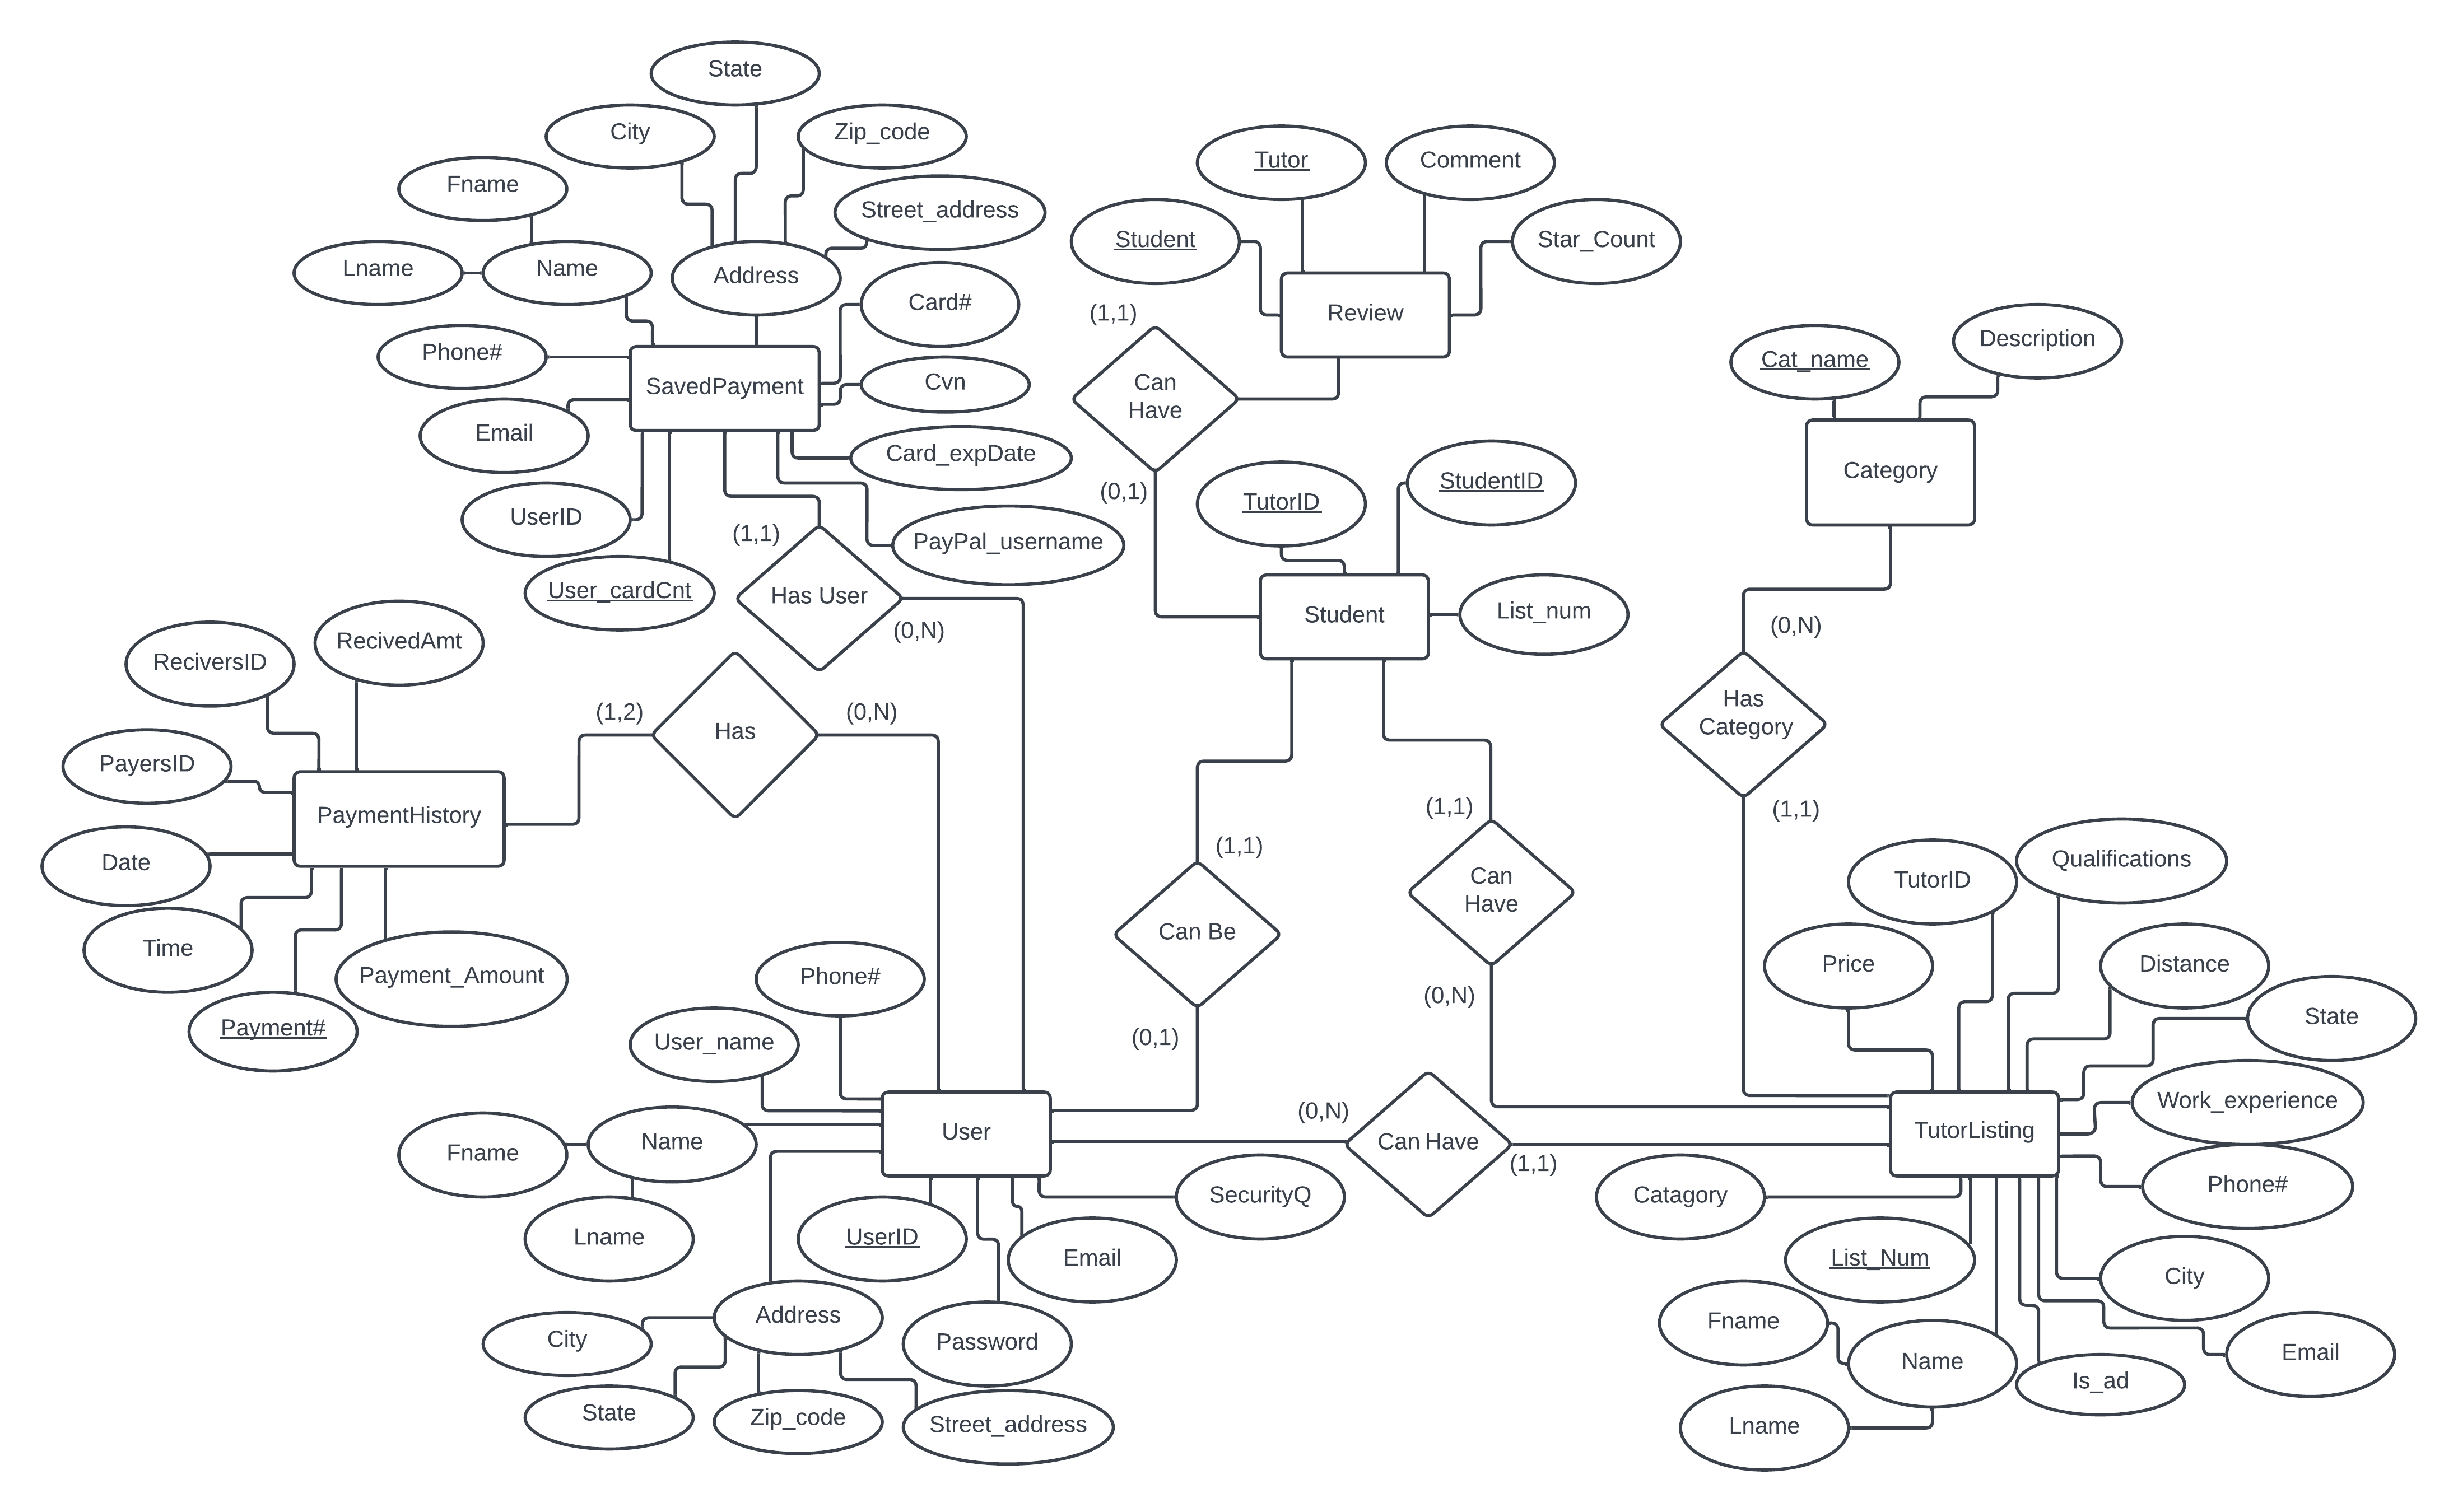 State
City
Zip_code
Fname
Street_address
Lname
Name
Address
Card#
Phone#
SavedPayment
Cvn
Email
Card_expDate
UserID
PayPal_username
User_cardCnt
(1,1)
Has User
(0,N)
Tutor
Comment
Student
Star_Count
Review
(1,1)
Can
Have
(0,1)
TutorID
StudentID
Student
List_num
Cat_name
Description
Category
(0,N)
Has
Category
(1,1)
ReciversID
RecivedAmt
PayersID
PaymentHistory
Date
Time
Payment_Amount
Payment#
(1,2)
Has
(0,N)
(1,1)
Can Be
(0,1)
(1,1)
Can
Have
(0,N)
Phone#
User_name
Fname
Name
Lname
User
UserID
Email
SecurityQ
Address
City
State
Zip_code
Street_address
Password
(0,N)
Can Have
(1,1)
TutorID
Qualifications
Price
Distance
State
Work_experience
TutorListing
Phone#
Catagory
List_Num
City
Fname
Name
Lname
Is_ad
Email